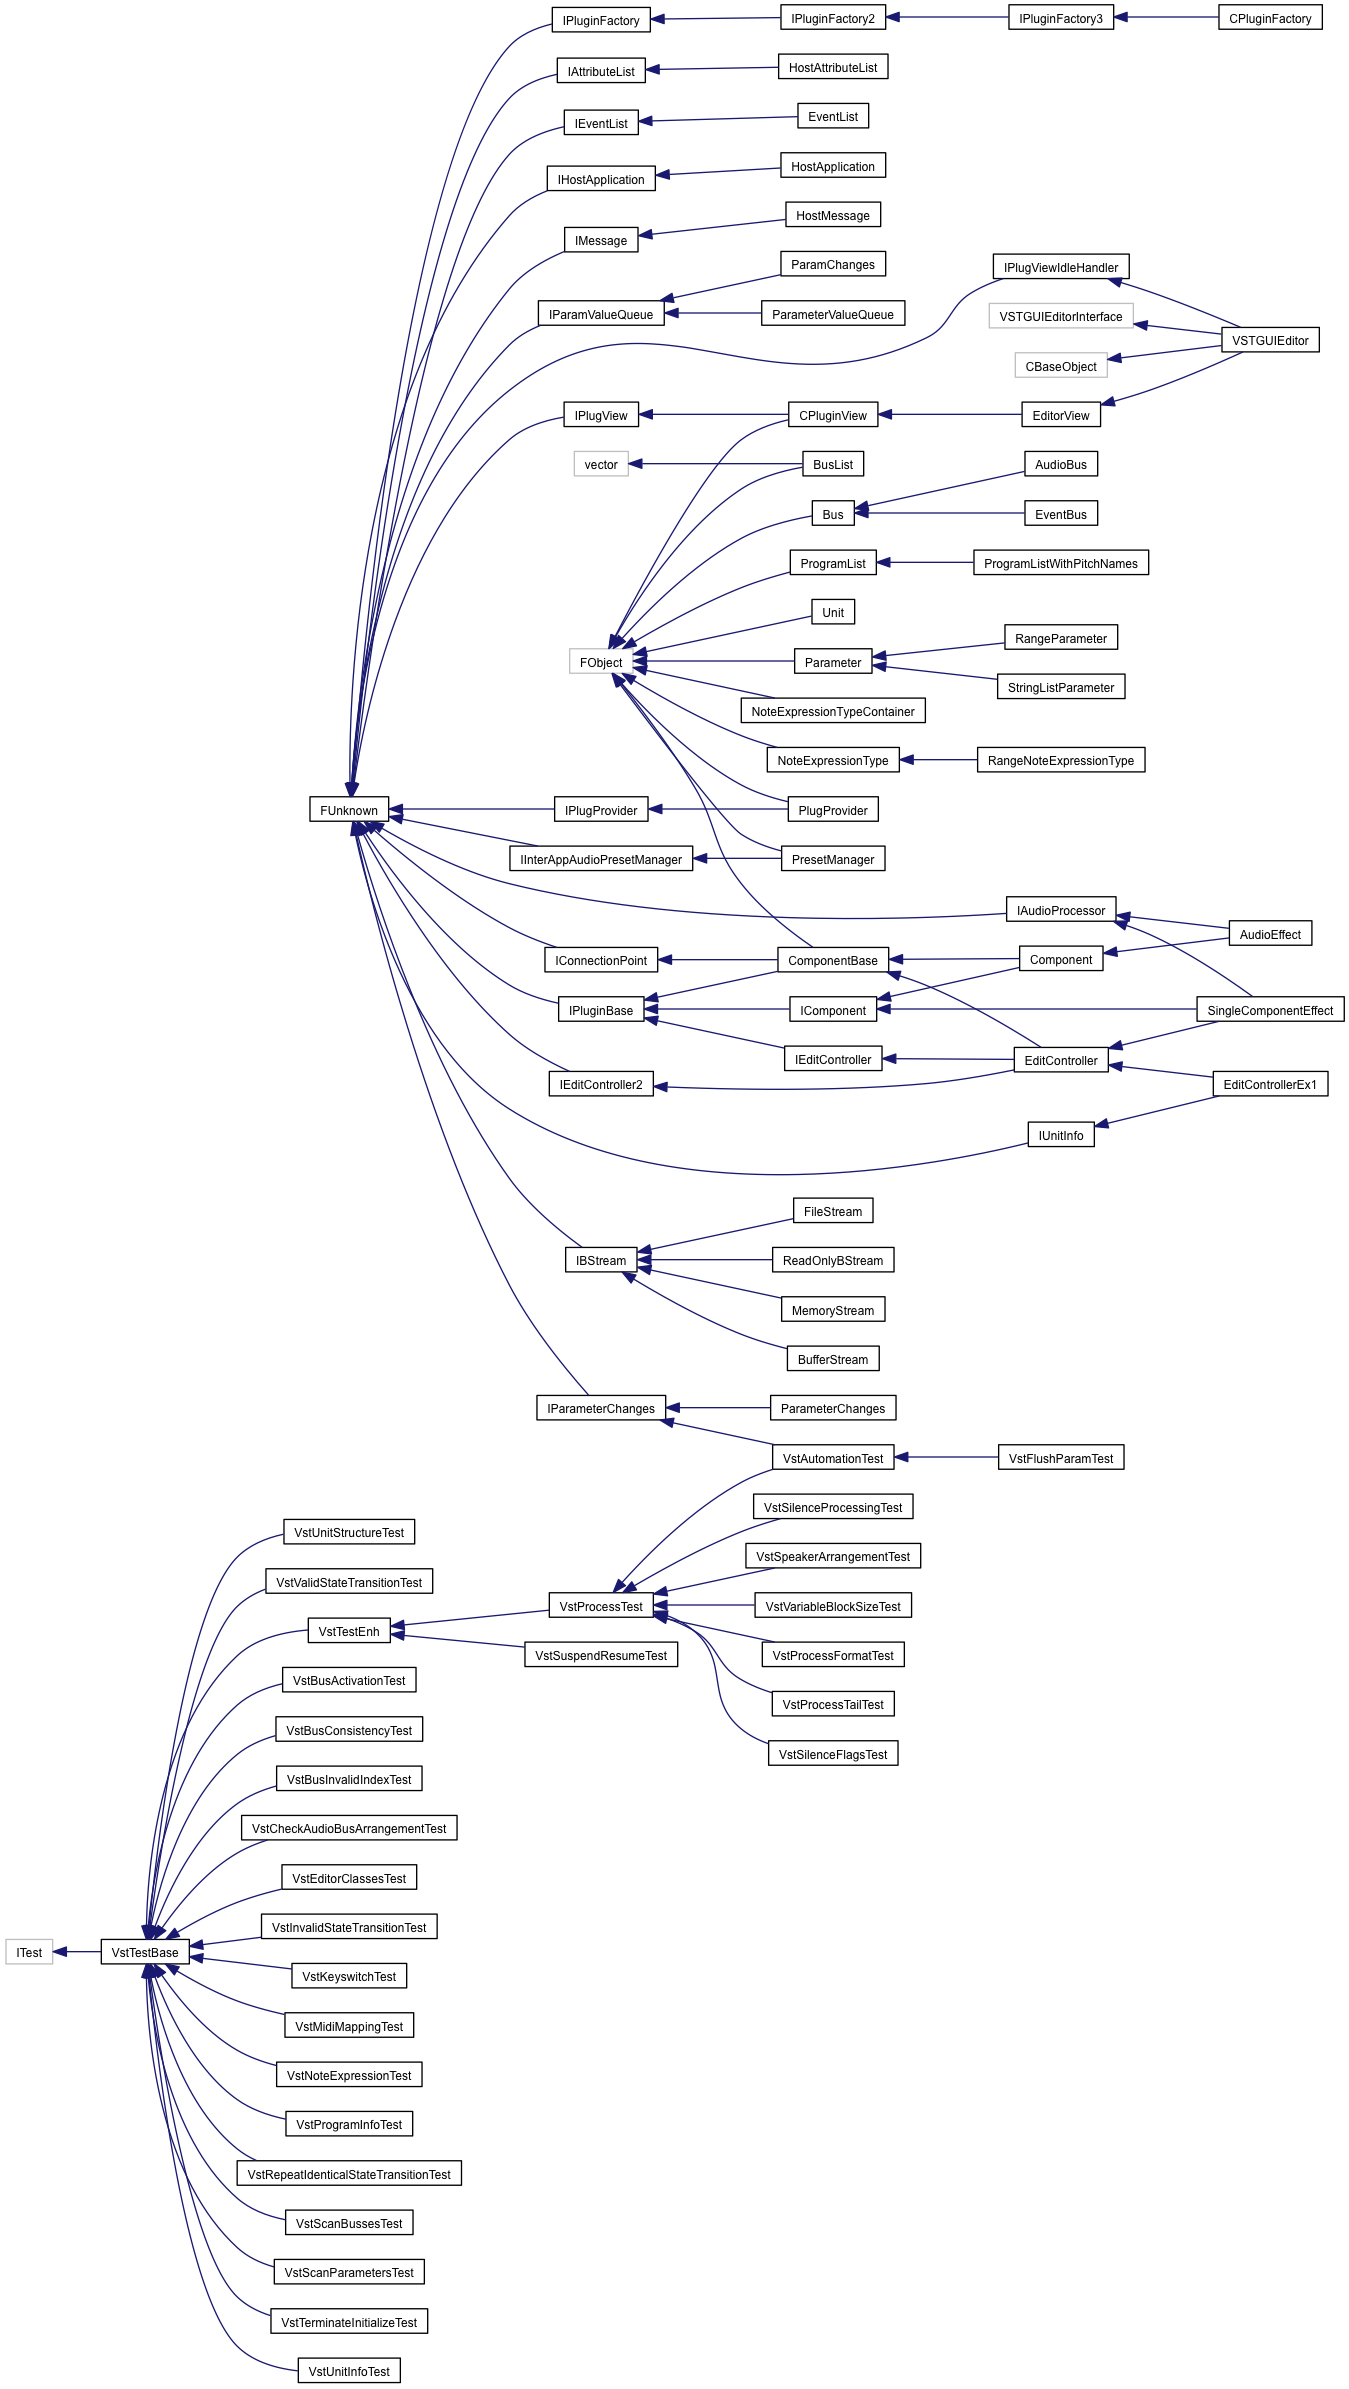 IPluginFactory
IPluginFactory2
IPluginFactory3
CPluginFactory
IAttributeList
HostAttributeList
IEventList
EventList
IHostApplication
HostApplication
IMessage
HostMessage
ParamChanges
IPlugViewIdleHandler
IParamValueQueue
ParameterValueQueue
VSTGUIEditorInterface
VSTGUIEditor
CBaseObject
IPlugView
CPluginView
EditorView
vector
BusList
AudioBus
Bus
EventBus
ProgramList
ProgramListWithPitchNames
Unit
FObject
Parameter
RangeParameter
StringListParameter
NoteExpressionTypeContainer
NoteExpressionType
RangeNoteExpressionType
FUnknown
IPlugProvider
PlugProvider
IInterAppAudioPresetManager
PresetManager
IAudioProcessor
AudioEffect
IConnectionPoint
ComponentBase
Component
IPluginBase
IComponent
SingleComponentEffect
IEditController
EditController
IEditController2
EditControllerEx1
IUnitInfo
FileStream
IBStream
ReadOnlyBStream
MemoryStream
BufferStream
IParameterChanges
ParameterChanges
VstAutomationTest
VstFlushParamTest
VstSilenceProcessingTest
VstUnitStructureTest
VstSpeakerArrangementTest
VstValidStateTransitionTest
VstProcessTest
VstVariableBlockSizeTest
VstTestEnh
VstSuspendResumeTest
VstProcessFormatTest
VstBusActivationTest
VstProcessTailTest
VstBusConsistencyTest
VstSilenceFlagsTest
VstBusInvalidIndexTest
VstCheckAudioBusArrangementTest
VstEditorClassesTest
VstInvalidStateTransitionTest
ITest
VstTestBase
VstKeyswitchTest
VstMidiMappingTest
VstNoteExpressionTest
VstProgramInfoTest
VstRepeatIdenticalStateTransitionTest
VstScanBussesTest
VstScanParametersTest
VstTerminateInitializeTest
VstUnitInfoTest